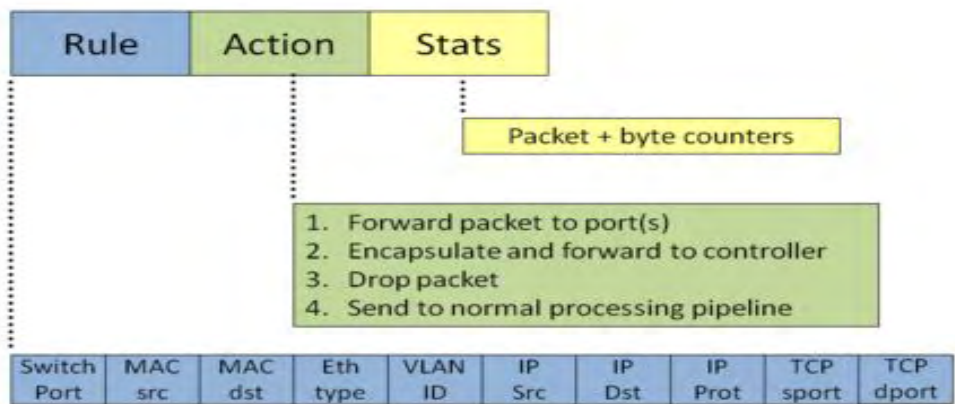 Rule Action Stats
Packet + byte counters
1. Forward packet to port(s)
2. Encapsulate and forward to controller
3. Drop packet
4. Send to normal processing pipeline
Switch Port
MAC src
MAC dst
Eth type
VLAN ID
IP Src
IP Dst
IP Prot
TCP sport
TCP dport